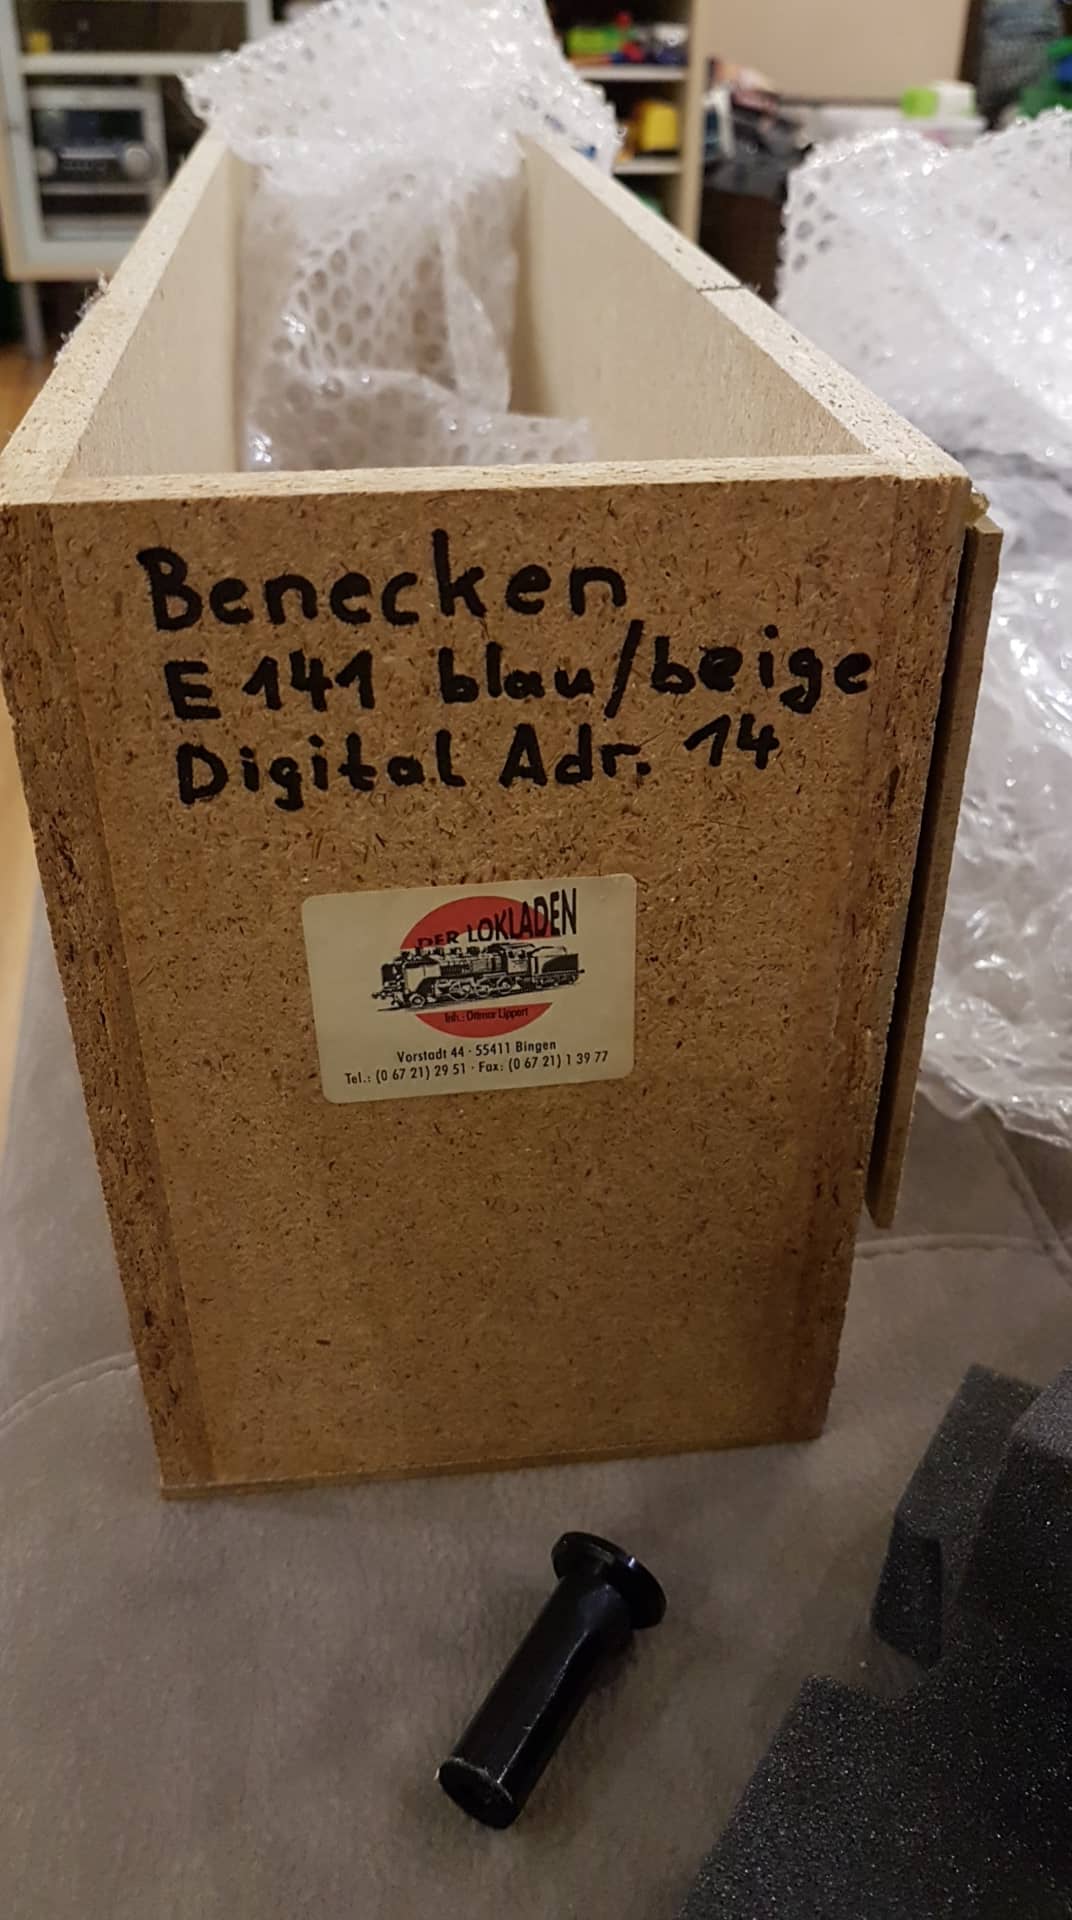 Benecken
E 141 blau/beige
Digital Adr. 14
DER LOKLADEN
Inh.: Ditmar Lippert
Vorstadt 44 · 55411 Bingen
Tel.: (0 67 21) 29 51 · Fax: (0 67 21) 1 39 77